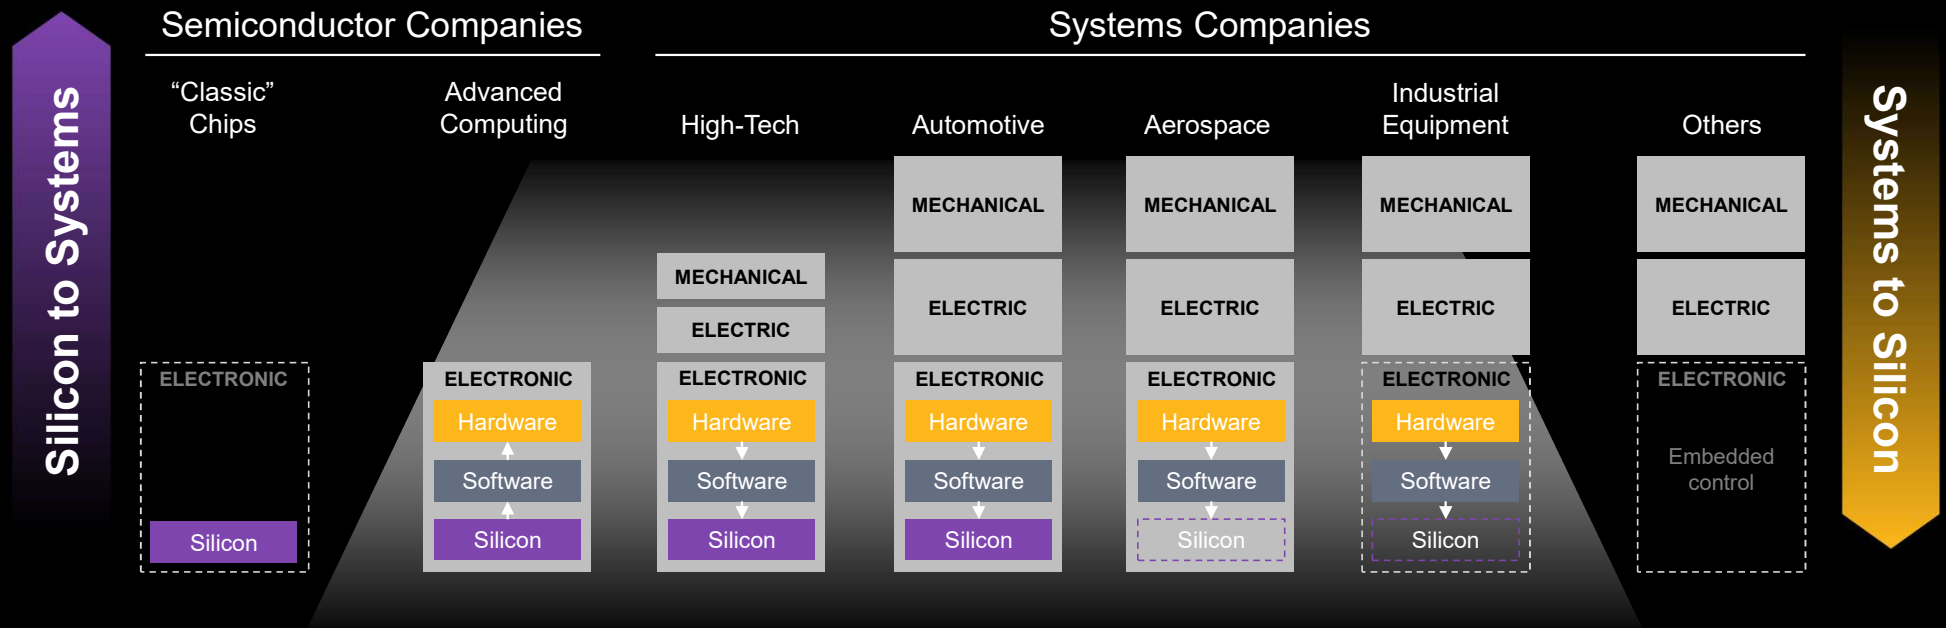 Semiconductor Companies
Systems Companies
Silicon to Systems
“Classic”
Chips
Advanced
Computing
High-Tech
Automotive
Aerospace
Industrial
Equipment
Others
Systems to Silicon
ELECTRONIC
Silicon
ELECTRONIC
Hardware
Software
Silicon
MECHANICAL
ELECTRIC
ELECTRONIC
Hardware
Software
Silicon
MECHANICAL
ELECTRIC
ELECTRONIC
Hardware
Software
Silicon
MECHANICAL
ELECTRIC
ELECTRONIC
Hardware
Software
Silicon
MECHANICAL
ELECTRIC
ELECTRONIC
Hardware
Software
Silicon
MECHANICAL
ELECTRIC
ELECTRONIC
Embedded
control